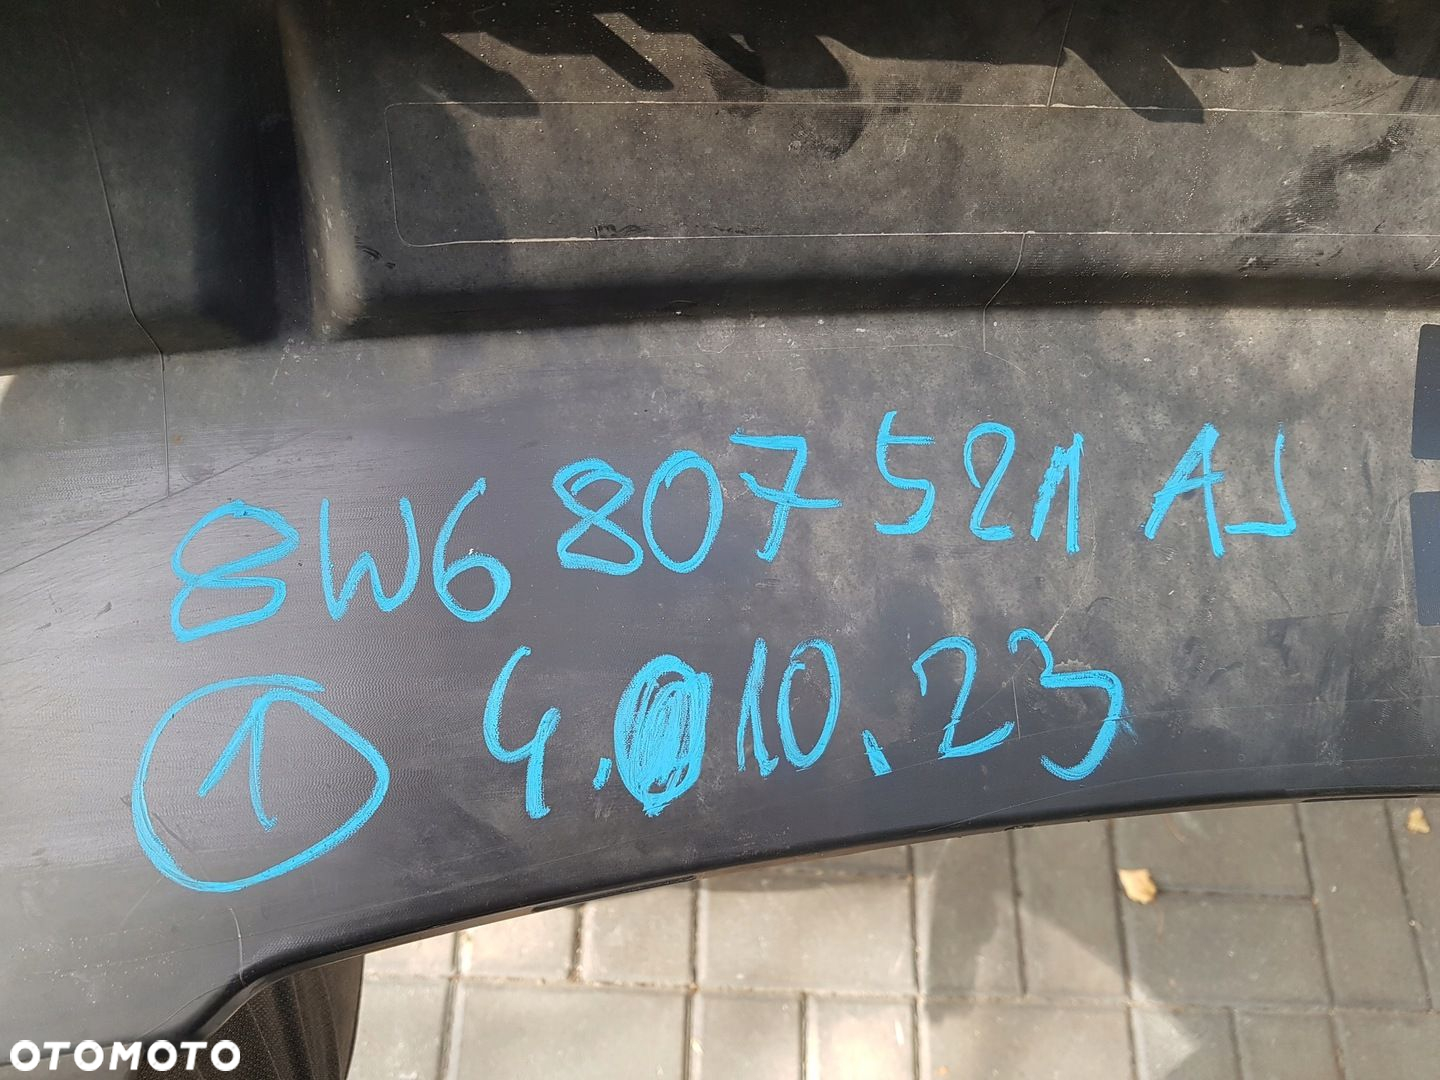 8W6 807 521 AJ
1 4.10.23
OTOMOTO